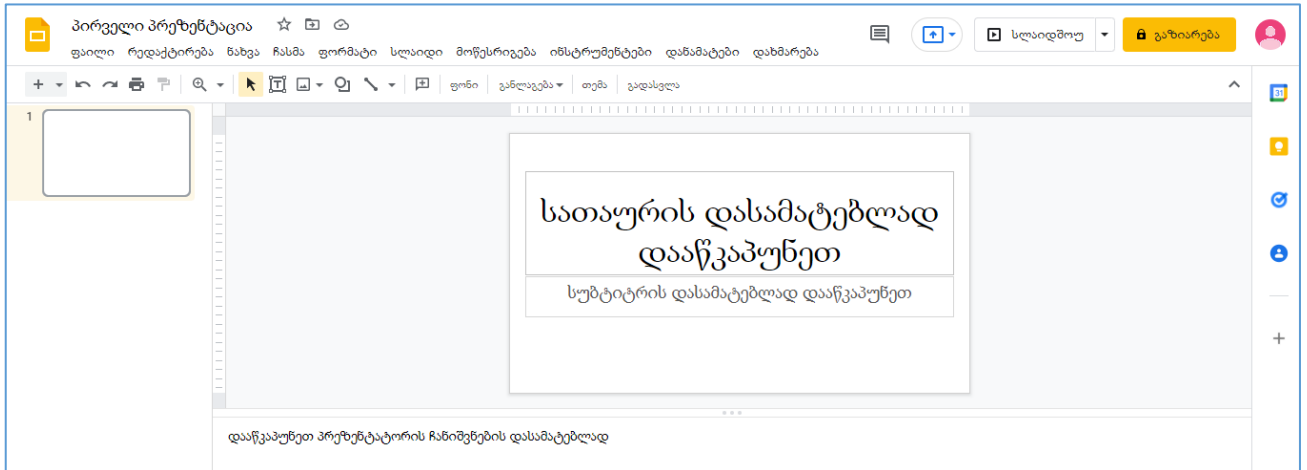 პირველი პრეზენტაცია
ფაილი რედაქტირება ნახვა ჩასმა ფორმატი სლაიდი მოწესრიგება ინსტრუმენტები დანამატები დახმარება
სლაიდშოუ
გაზიარება
ფონი განლაგება თემა გადასვლა
31
1
სათაურის დასამატებლად
დააწკაპუნეთ
სუბტიტრის დასამატებლად დააწკაპუნეთ
დააწკაპუნეთ პრეზენტატორის ჩანიშვნების დასამატებლად